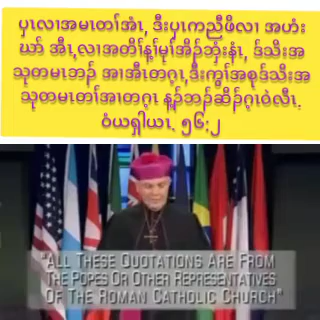 ပှၤလၢအမၤတၢ်အံၤ, ဒီးပှၤကညီဖိလၢ အဟံး
ဃာ် အီၤ,လၢအတိၢ်န့ၢ်မုၢ်အိၣ်ဘှံးနံၤ, ဒ်သိးအ
သုတမၤဘၣ် အၢအီၤတဂ့ၤ,ဒီးကွၢ်အစုဒ်သိးအ
သုတမၤတၢ်အၢတဂ့ၤ န့ၣ်ဘၣ်ဆိၣ်ဂ့ၤဝဲလီၤ.
ဝံယၡါယၤ. ၅၆:၂
"ALL THESE QUOTATIONS ARE FROM
THE POPES OR OTHER REPRESENTATIVES
OF THE ROMAN CATHOLIC CHURCH"